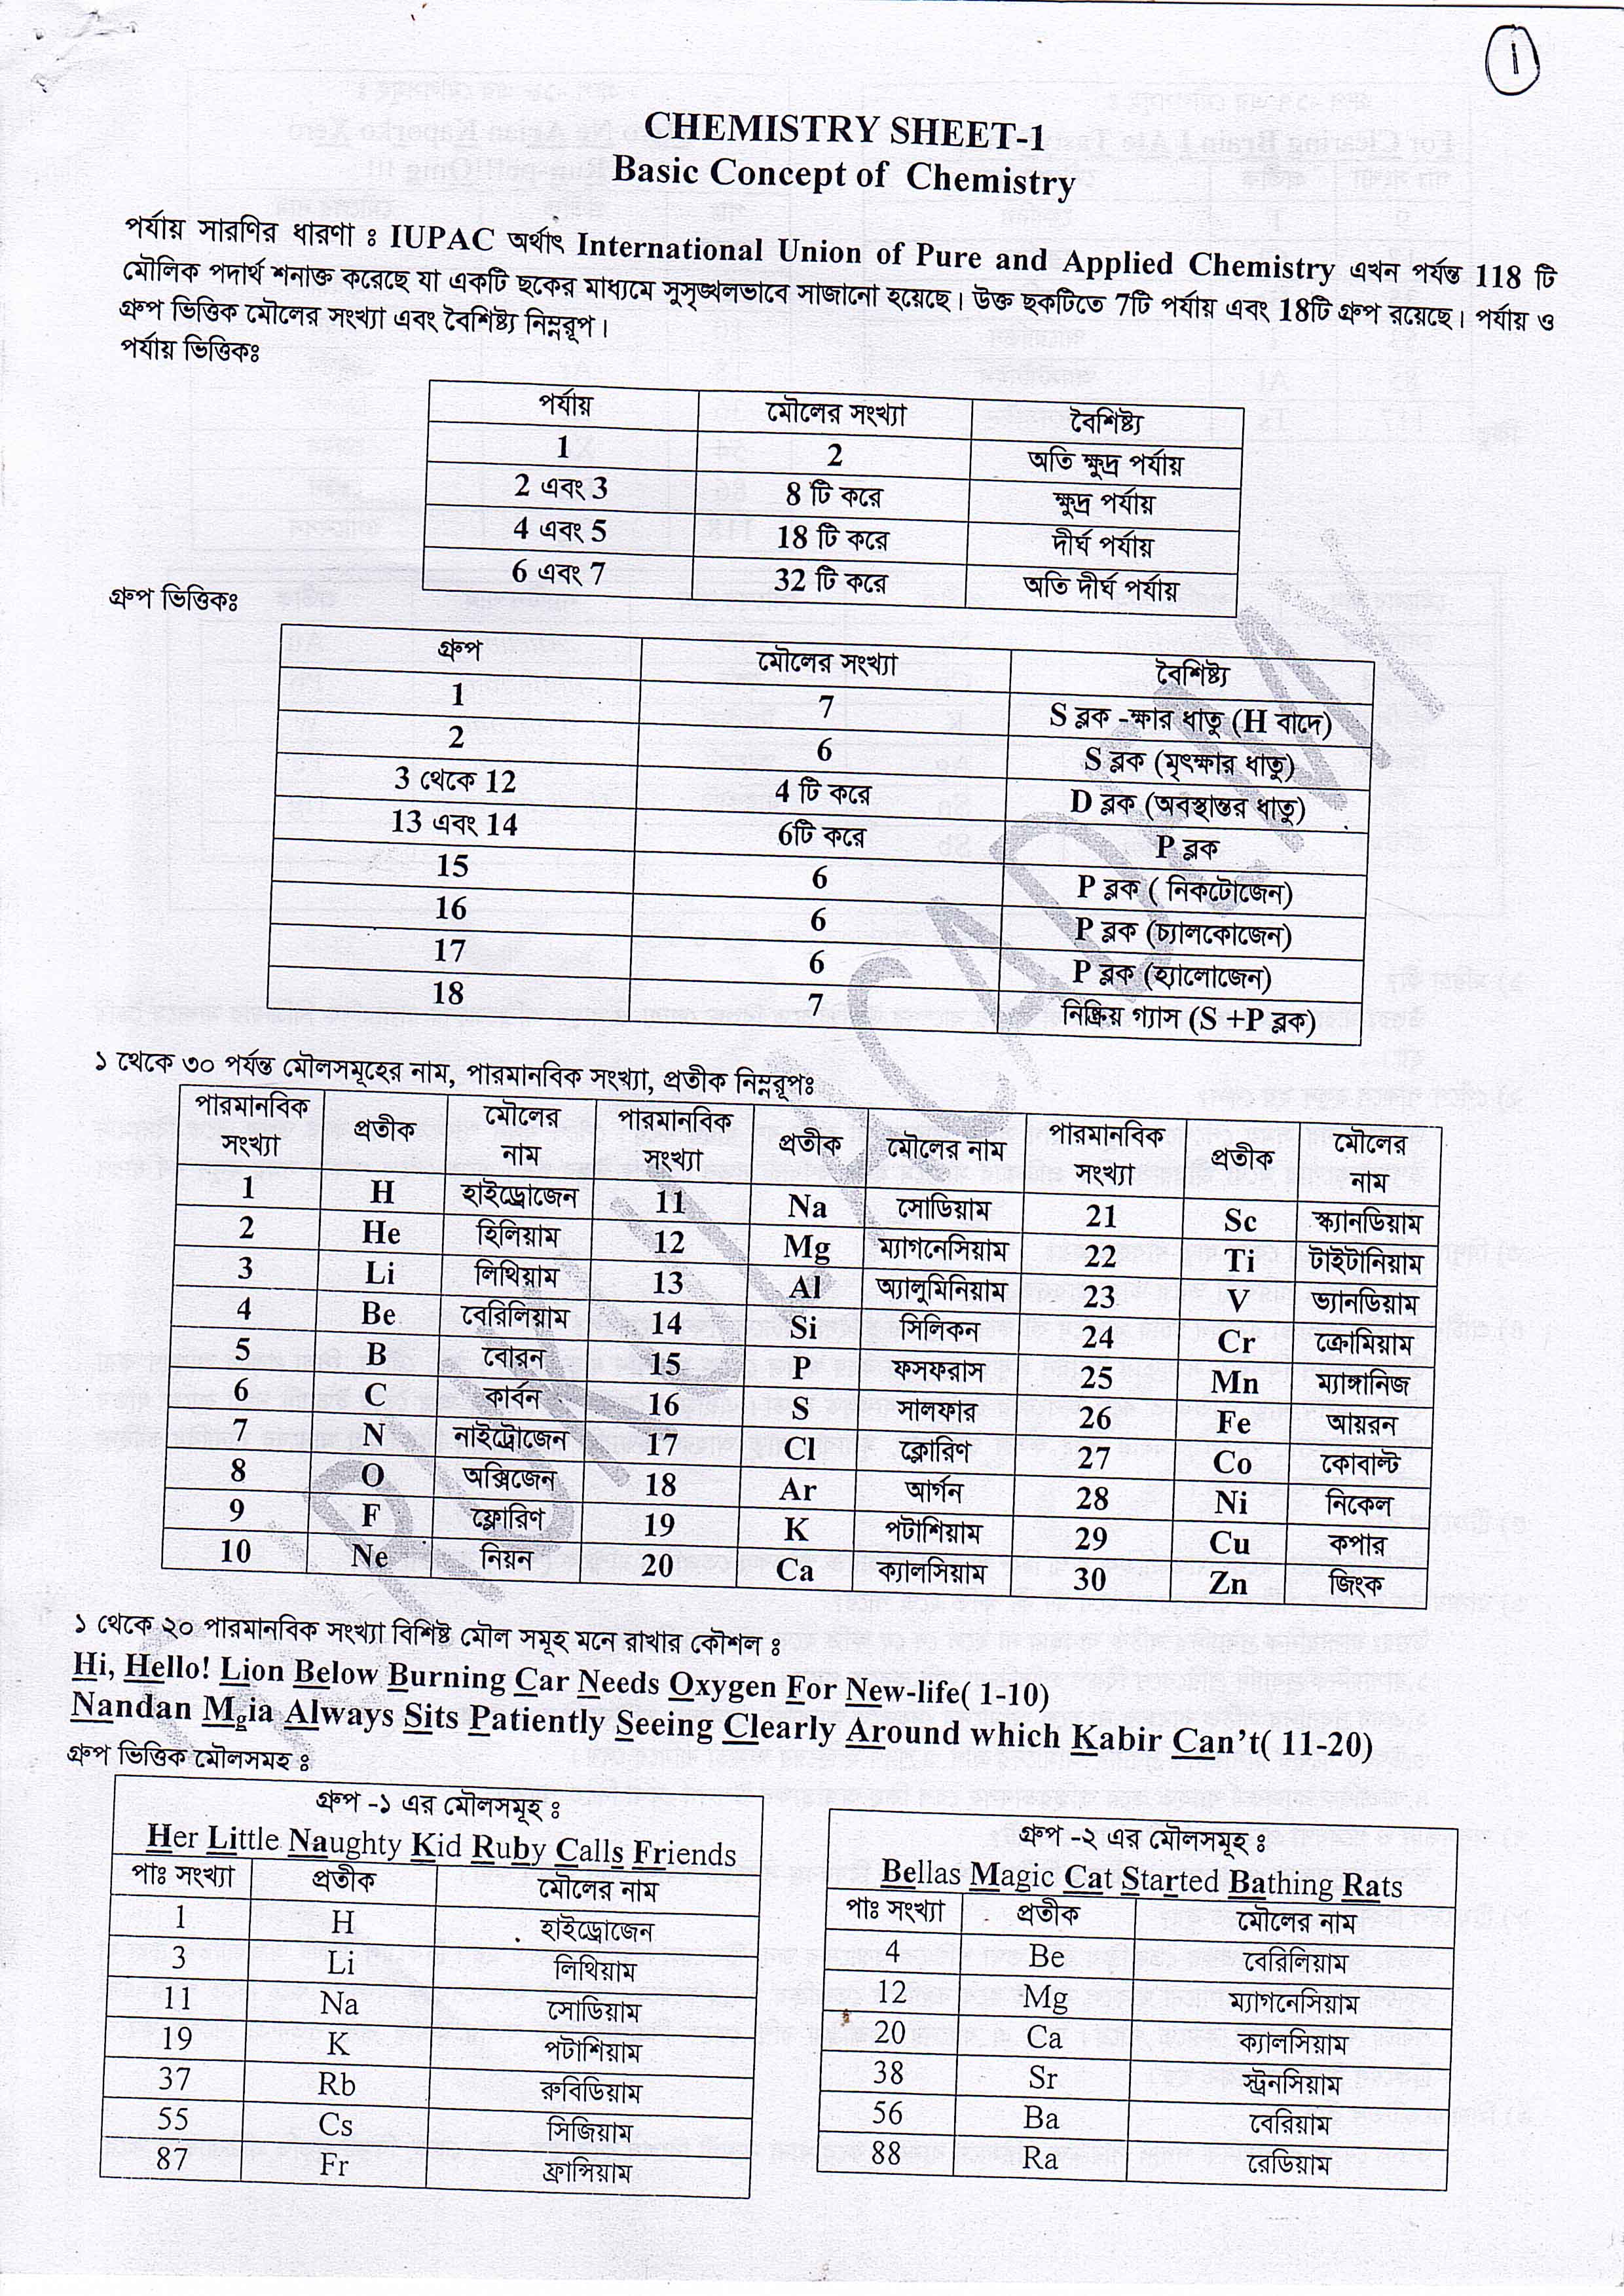 1
CHEMISTRY SHEET-1
Basic Concept of Chemistry
পর্যায় সারণির ধারণা ঃ IUPAC অর্থাৎ International Union of Pure and Applied Chemistry এখন পর্যন্ত 118 টি
মৌলিক পদার্থ শনাক্ত করেছে যা একটি ছকের মাধ্যমে সুসৃঙ্খলভাবে সাজানো হয়েছে। উক্ত ছকটিতে 7টি পর্যায় এবং 18টি গ্রুপ রয়েছে। পর্যায় ও
গ্রুপ ভিত্তিক মৌলের সংখ্যা এবং বৈশিষ্ট্য নিম্নরূপ।
পর্যায় ভিত্তিকঃ
পর্যায় মৌলের সংখ্যা বৈশিষ্ট্য
1 2 অতি ক্ষুদ্র পর্যায়
2 এবং 3 8 টি করে ক্ষুদ্র পর্যায়
4 এবং 5 18 টি করে দীর্ঘ পর্যায়
6 এবং 7 32 টি করে অতি দীর্ঘ পর্যায়
গ্রুপ ভিত্তিকঃ
গ্রুপ মৌলের সংখ্যা বৈশিষ্ট্য
1 7 S ব্লক -ক্ষার ধাতু (H বাদে)
2 6 S ব্লক (মৃৎক্ষার ধাতু)
3 থেকে 12 4 টি করে D ব্লক (অবস্থান্তর ধাতু)
13 এবং 14 6টি করে P ব্লক
15 6 P ব্লক ( নিকটোজেন)
16 6 P ব্লক (চ্যালকোজেন)
17 6 P ব্লক (হ্যালোজেন)
18 7 নিষ্ক্রিয় গ্যাস (S +P ব্লক)
১ থেকে ৩০ পর্যন্ত মৌলসমূহের নাম, পারমানবিক সংখ্যা, প্রতীক নিম্নরূপঃ
পারমানবিক সংখ্যা প্রতীক মৌলের নাম পারমানবিক সংখ্যা প্রতীক মৌলের নাম পারমানবিক সংখ্যা প্রতীক মৌলের নাম
1 H হাইড্রোজেন 11 Na সোডিয়াম 21 Sc স্ক্যানডিয়াম
2 He হিলিয়াম 12 Mg ম্যাগনেসিয়াম 22 Ti টাইটানিয়াম
3 Li লিথিয়াম 13 Al অ্যালুমিনিয়াম 23 V ভ্যানডিয়াম
4 Be বেরিলিয়াম 14 Si সিলিকন 24 Cr ক্রোমিয়াম
5 B বোরন 15 P ফসফরাস 25 Mn ম্যাঙ্গানিজ
6 C কার্বন 16 S সালফার 26 Fe আয়রন
7 N নাইট্রোজেন 17 Cl ক্লোরিণ 27 Co কোবাল্ট
8 O অক্সিজেন 18 Ar আর্গন 28 Ni নিকেল
9 F ফ্লোরিণ 19 K পটাশিয়াম 29 Cu কপার
10 Ne নিয়ন 20 Ca ক্যালসিয়াম 30 Zn জিংক
১ থেকে ২০ পারমানবিক সংখ্যা বিশিষ্ট মৌল সমূহ মনে রাখার কৌশল ঃ
Hi, Hello! Lion Below Burning Car Needs Oxygen For New-life( 1-10)
Nandan Mgia Always Sits Patiently Seeing Clearly Around which Kabir Can't( 11-20)
গ্রুপ ভিত্তিক মৌলসমহ ঃ
গ্রুপ -১ এর মৌলসমূহ ঃ
Her Little Naughty Kid Ruby Calls Friends
পাঃ সংখ্যা প্রতীক মৌলের নাম
1 H হাইড্রোজেন
3 Li লিথিয়াম
11 Na সোডিয়াম
19 K পটাশিয়াম
37 Rb রুবিডিয়াম
55 Cs সিজিয়াম
87 Fr ফ্রান্সিয়াম
গ্রুপ -২ এর মৌলসমূহ ঃ
Bellas Magic Cat Started Bathing Rats
পাঃ সংখ্যা প্রতীক মৌলের নাম
4 Be বেরিলিয়াম
12 Mg ম্যাগনেসিয়াম
20 Ca ক্যালসিয়াম
38 Sr স্ট্রনসিয়াম
56 Ba বেরিয়াম
88 Ra রেডিয়াম